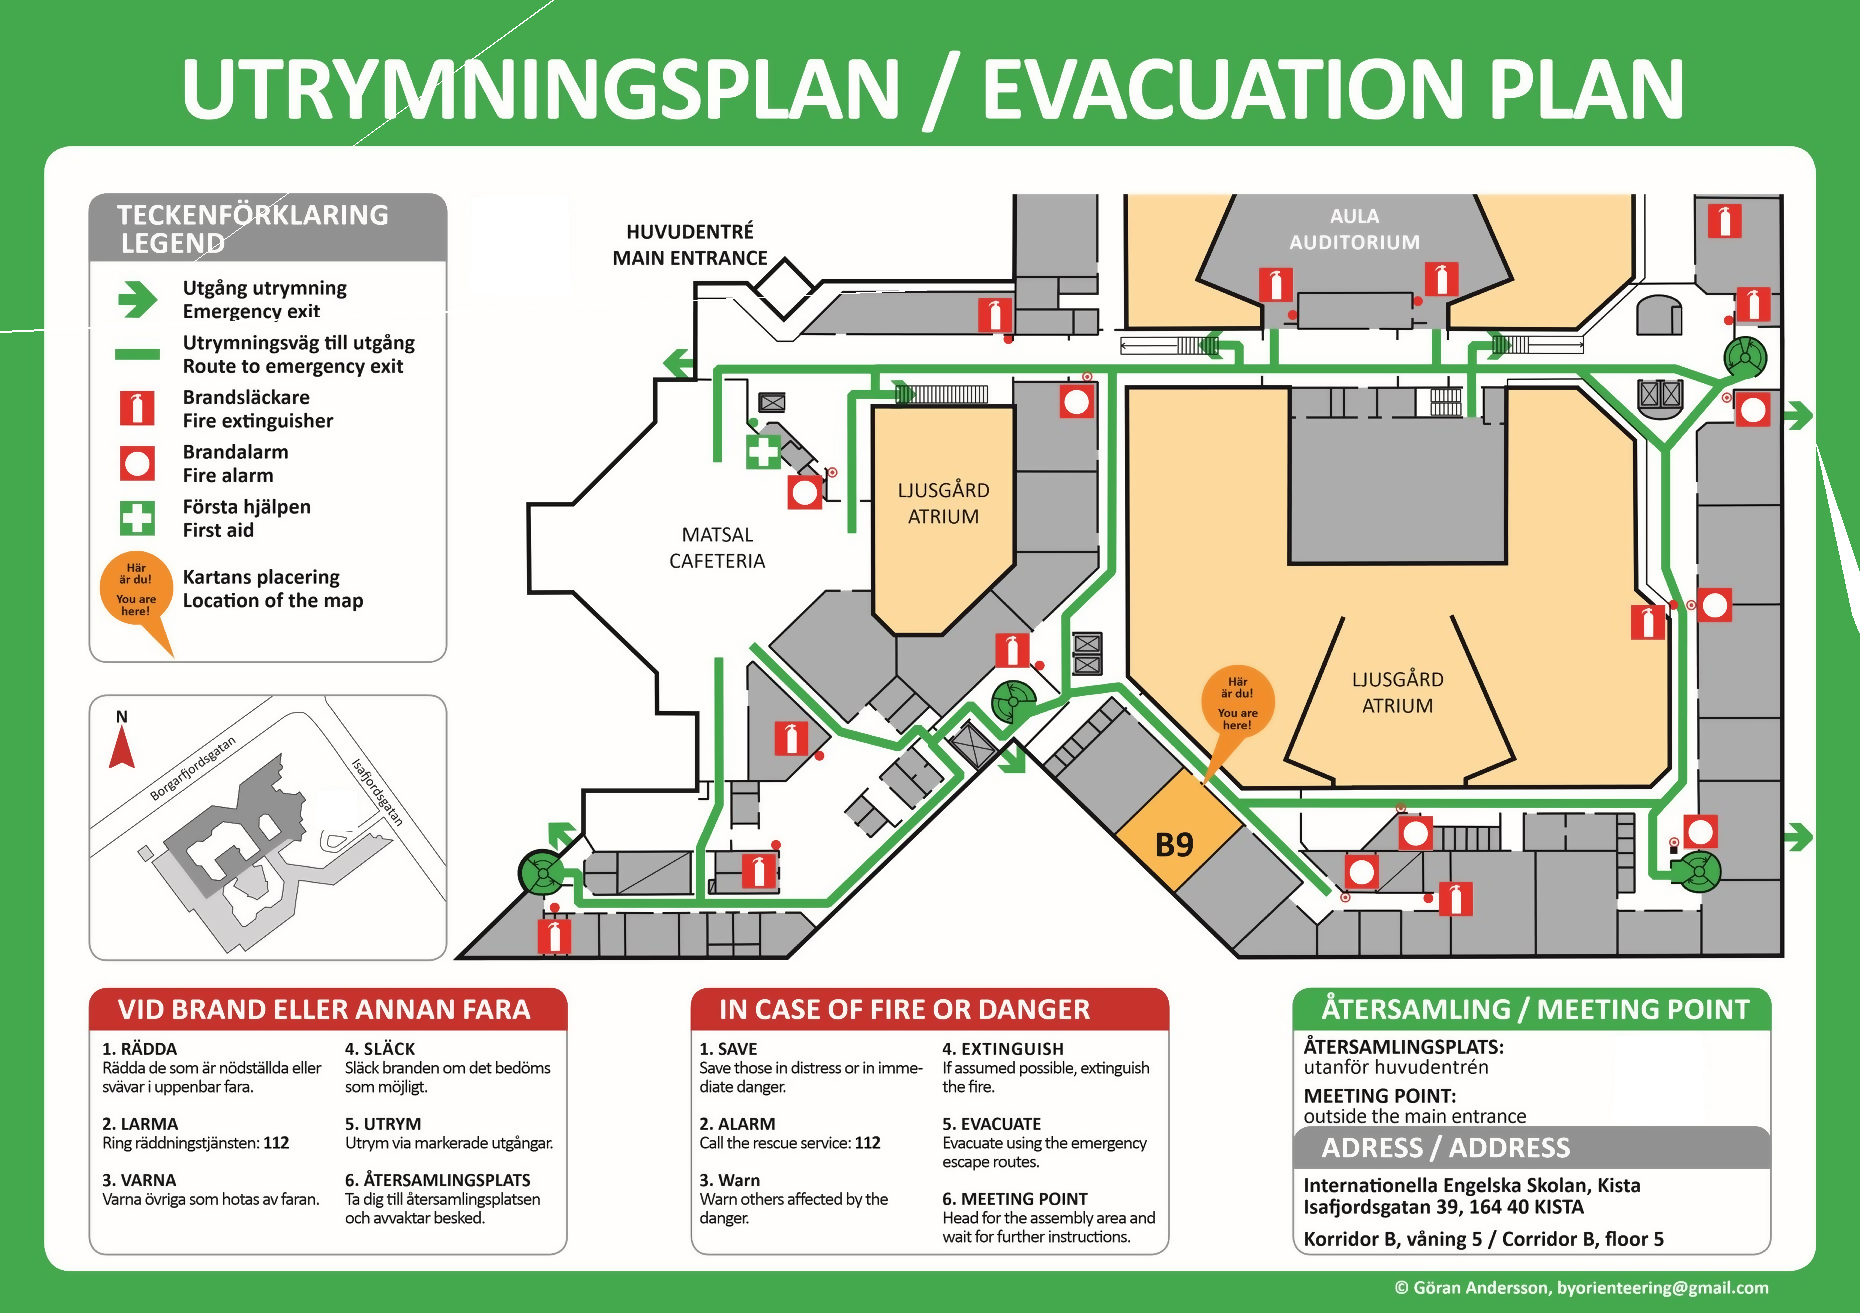 UTRYMNINGSPLAN / EVACUATION PLAN
TECKENFÖRKLARING
LEGEND
Utgång utrymning
Emergency exit
Utrymningsväg till utgång
Route to emergency exit
Brandsläckare
Fire extinguisher
Brandalarm
Fire alarm
Första hjälpen
First aid
Här
är du!
You are
here!
Kartans placering
Location of the map
N
Borgarfjordsgatan
Isafjordsgatan
HUVUDENTRÉ
MAIN ENTRANCE
AULA
AUDITORIUM
LJUSGÅRD
ATRIUM
MATSAL
CAFETERIA
Här
är du!
You are
here!
LJUSGÅRD
ATRIUM
B9
VID BRAND ELLER ANNAN FARA
1. RÄDDA
Rädda de som är nödställda eller
svävar i uppenbar fara.
2. LARMA
Ring räddningstjänsten: 112
3. VARNA
Varna övriga som hotas av faran.
4. SLÄCK
Släck branden om det bedöms
som möjligt.
5. UTRYM
Utrym via markerade utgångar.
6. ÅTERSAMLINGSPLATS
Ta dig till återsamlingsplatsen
och avvaktar besked.
IN CASE OF FIRE OR DANGER
1. SAVE
Save those in distress or in imme-
diate danger.
2. ALARM
Call the rescue service: 112
3. Warn
Warn others affected by the
danger.
4. EXTINGUISH
If assumed possible, extinguish
the fire.
5. EVACUATE
Evacuate using the emergency
escape routes.
6. MEETING POINT
Head for the assembly area and
wait for further instructions.
ÅTERSAMLING / MEETING POINT
ÅTERSAMLINGSPLATS:
utanför huvudentrén
MEETING POINT:
outside the main entrance
ADRESS / ADDRESS
Internationella Engelska Skolan, Kista
Isafjordsgatan 39, 164 40 KISTA
Korridor B, våning 5 / Corridor B, floor 5
© Göran Andersson, byorienteering@gmail.com